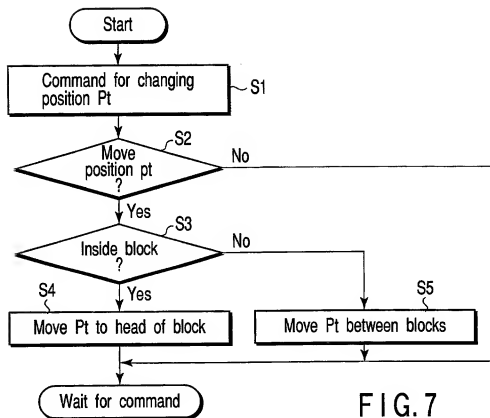 Start
Command for changing
position Pt
S1
S2
Move
position pt
?
No
Yes
S3
Inside block
?
No
Yes
S4
Move Pt to head of block
S5
Move Pt between blocks
Wait for command
FIG. 7